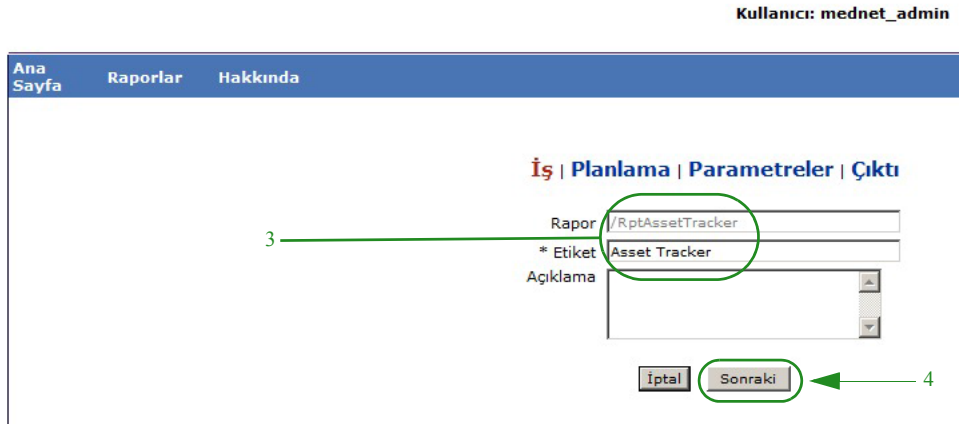 Kullanıcı: mednet_admin
Ana Sayfa Raporlar Hakkında
İş | Planlama | Parametreler | Çıktı
Rapor /RptAssetTracker
3
* Etiket Asset Tracker
Açıklama
İptal Sonraki 4